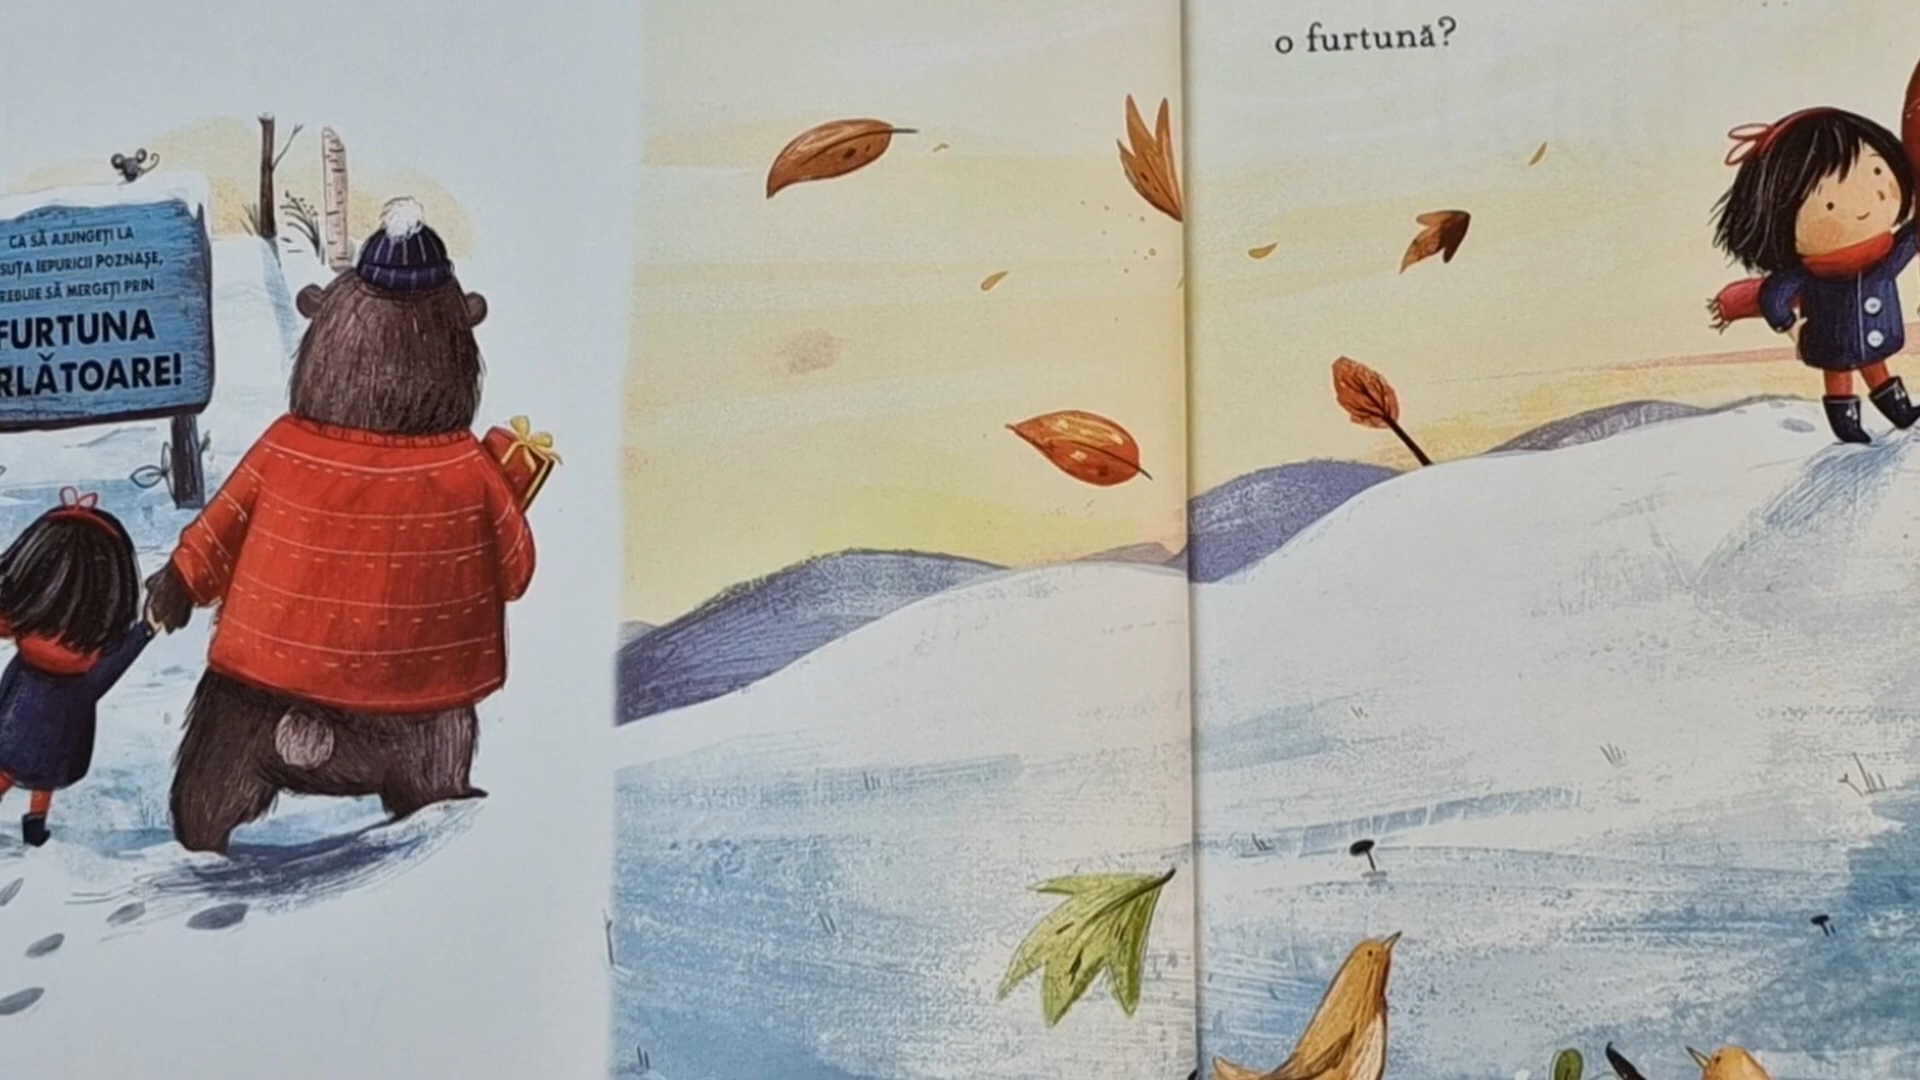 CA SĂ AJUNGEȚI LA
SUȚA IEPURICII POZNAȘE,
REBUIE SĂ MERGEȚI PRIN
FURTUNA
RLĂTOARE!
o furtună?